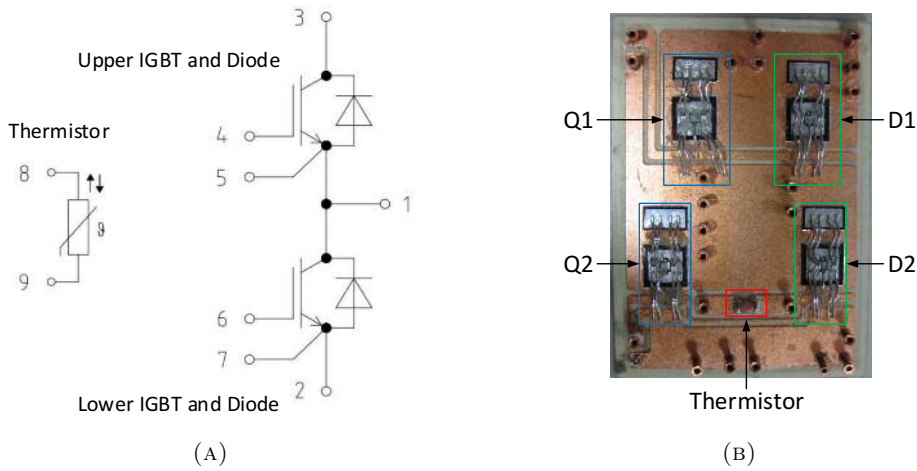 3
Upper IGBT and Diode
4
5
Thermistor
8
ϑ
9
1
6
7
2
Lower IGBT and Diode
(A)
Q1
D1
Q2
D2
Thermistor
(B)